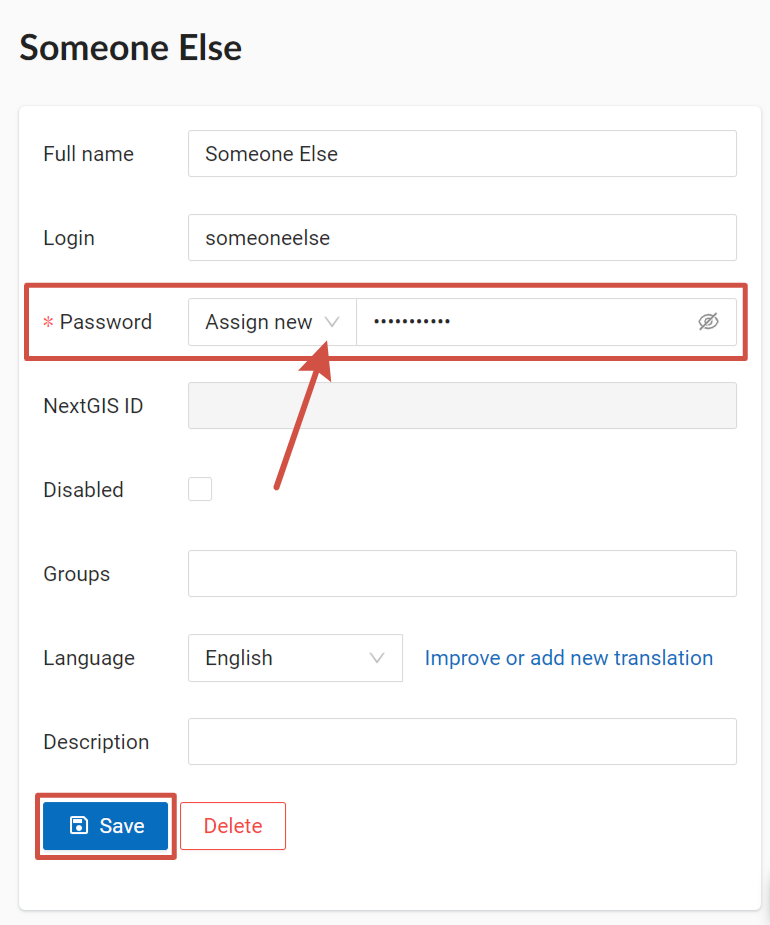 Someone Else
Full name Someone Else
Login someoneelse
* Password Assign new •••••••••••
NextGIS ID
Disabled
Groups
Language English Improve or add new translation
Description
Save Delete